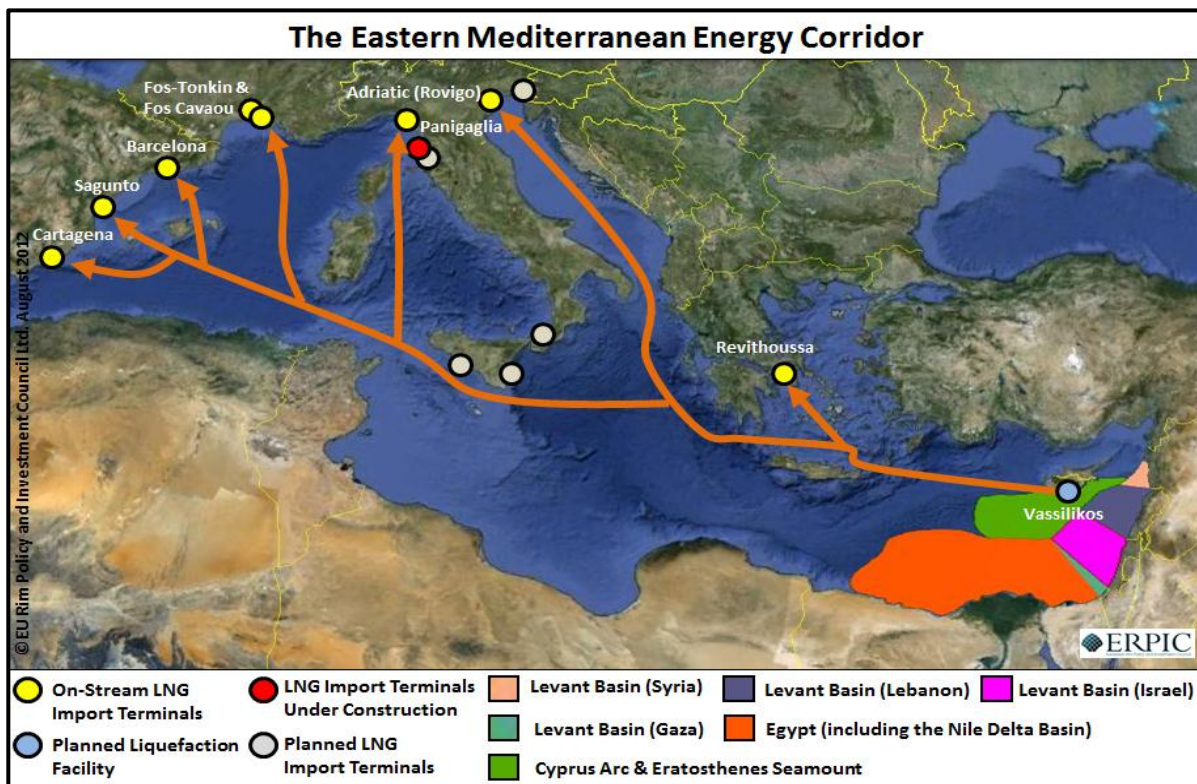 The Eastern Mediterranean Energy Corridor
Fos-Tonkin &
Fos Cavaou
Adriatic (Rovigo)
Panigaglia
Barcelona
Sagunto
Cartagena
Revithoussa
Vassilikos
© EU Rim Policy and Investment Council Ltd. August 2012
ERPIC
On-Stream LNG
Import Terminals
LNG Import Terminals
Under Construction
Levant Basin (Syria)
Levant Basin (Lebanon)
Levant Basin (Israel)
Levant Basin (Gaza)
Egypt (including the Nile Delta Basin)
Planned Liquefaction
Facility
Planned LNG
Import Terminals
Cyprus Arc & Eratosthenes Seamount